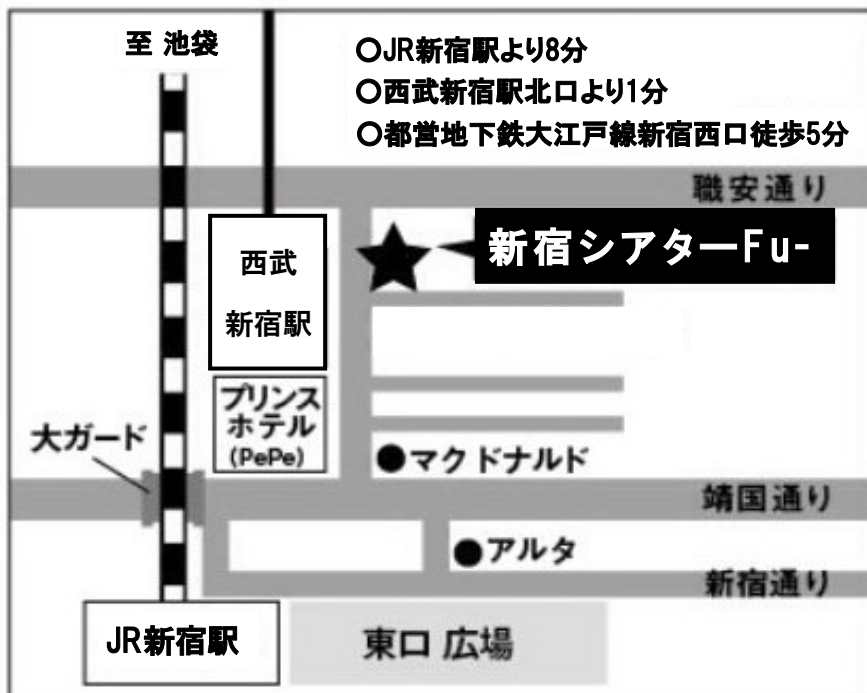 至 池袋
○JR新宿駅より8分
○西武新宿駅北口より1分
○都営地下鉄大江戸線新宿西口徒歩5分
職安通り
新宿シアターFu-
西武
新宿駅
プリンス
ホテル
(PePe)
大ガード
マクドナルド
靖国通り
アルタ
新宿通り
JR新宿駅
東口 広場